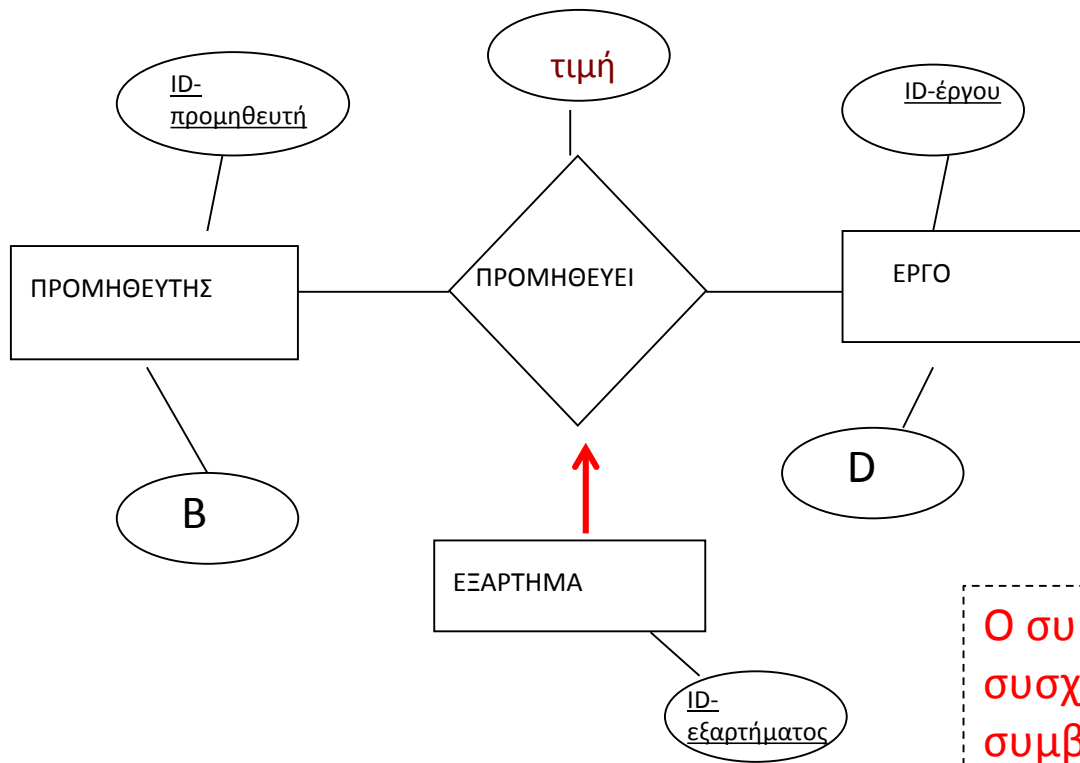 τιμή
ID-
προμηθευτή
ID-έργου
ΠΡΟΜΗΘΕΥΤΗΣ
ΠΡΟΜΗΘΕΥΕΙ
ΕΡΓΟ
B
D
ΕΞΑΡΤΗΜΑ
ID-
εξαρτήματος
Ο συ
συσχ
συμβ